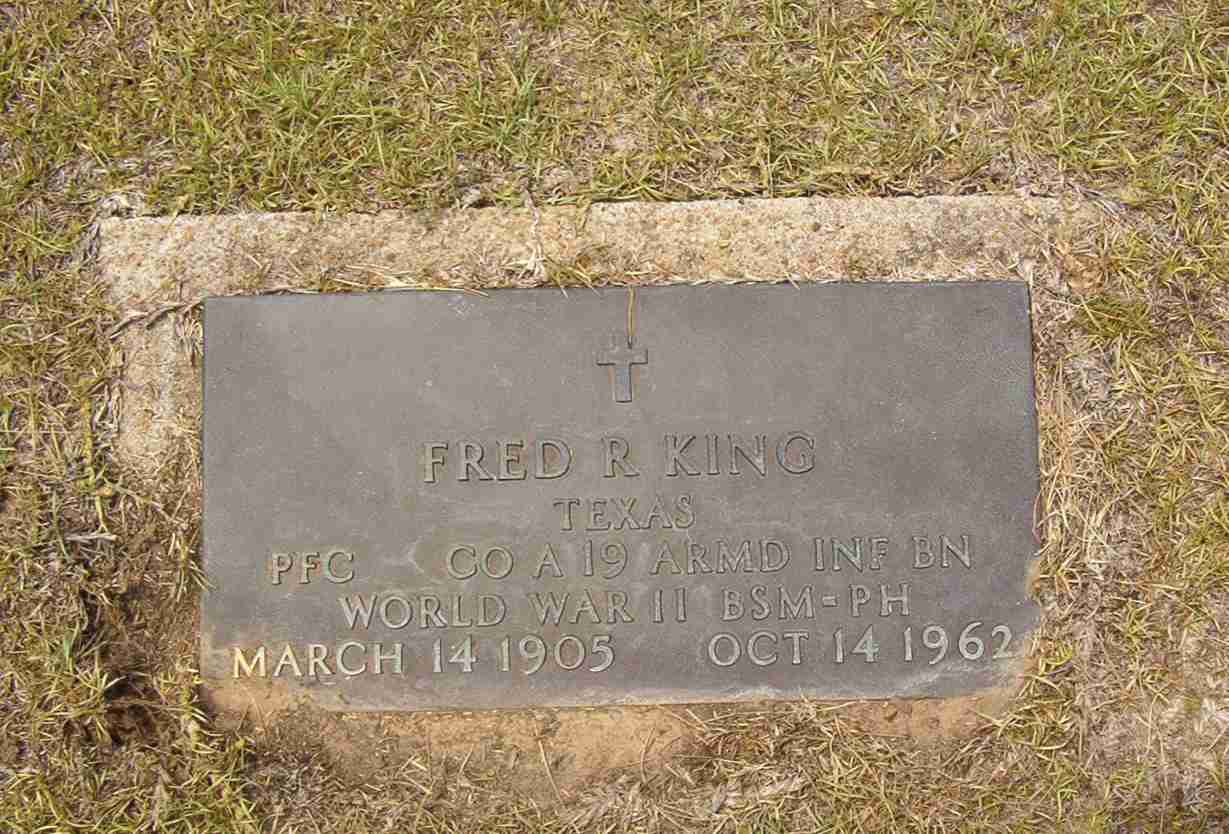 FRED R KING
TEXAS
PFC CO A 19 ARMD INF BN
WORLD WAR II BSM-PH
MARCH 14 1905 OCT 14 1962